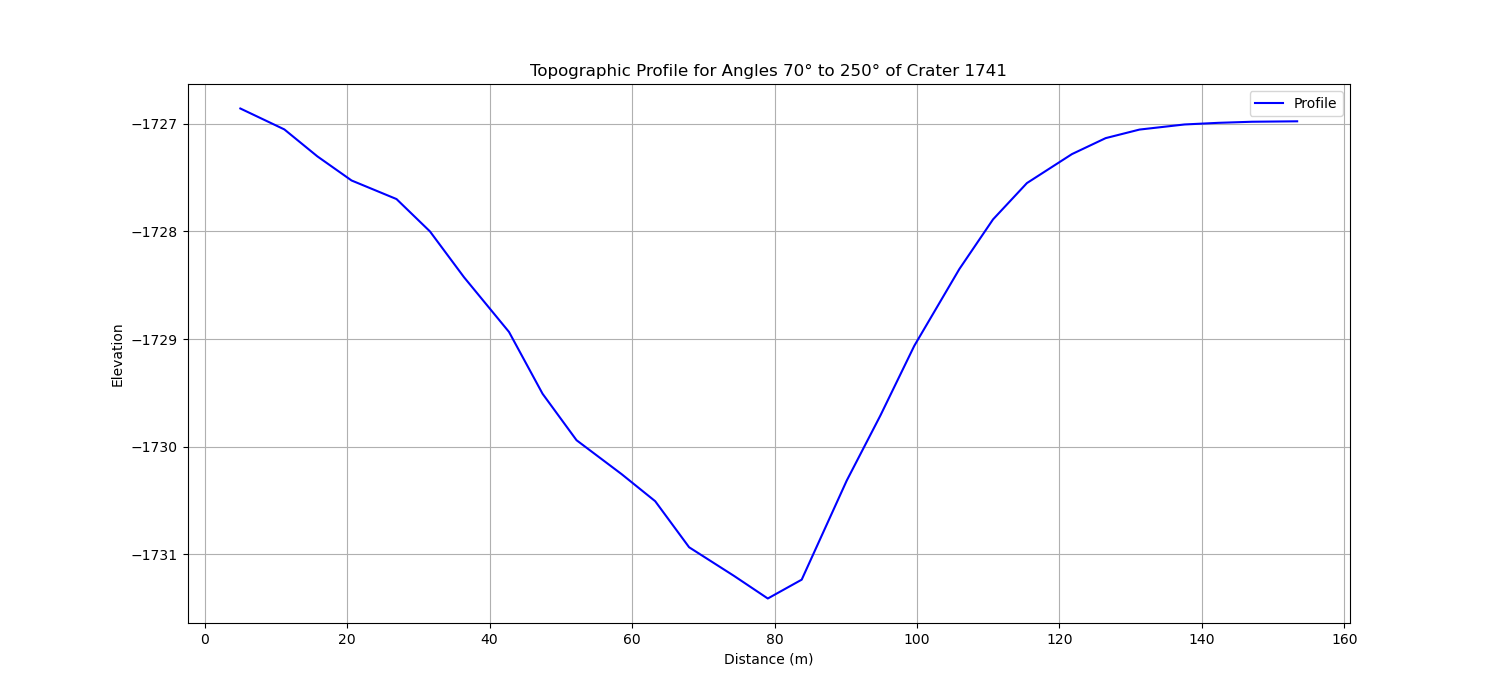 Topographic Profile for Angles 70° to 250° of Crater 1741
Profile
−1727
−1728
−1729
−1730
−1731
Elevation
0 20 40 60 80 100 120 140 160
Distance (m)